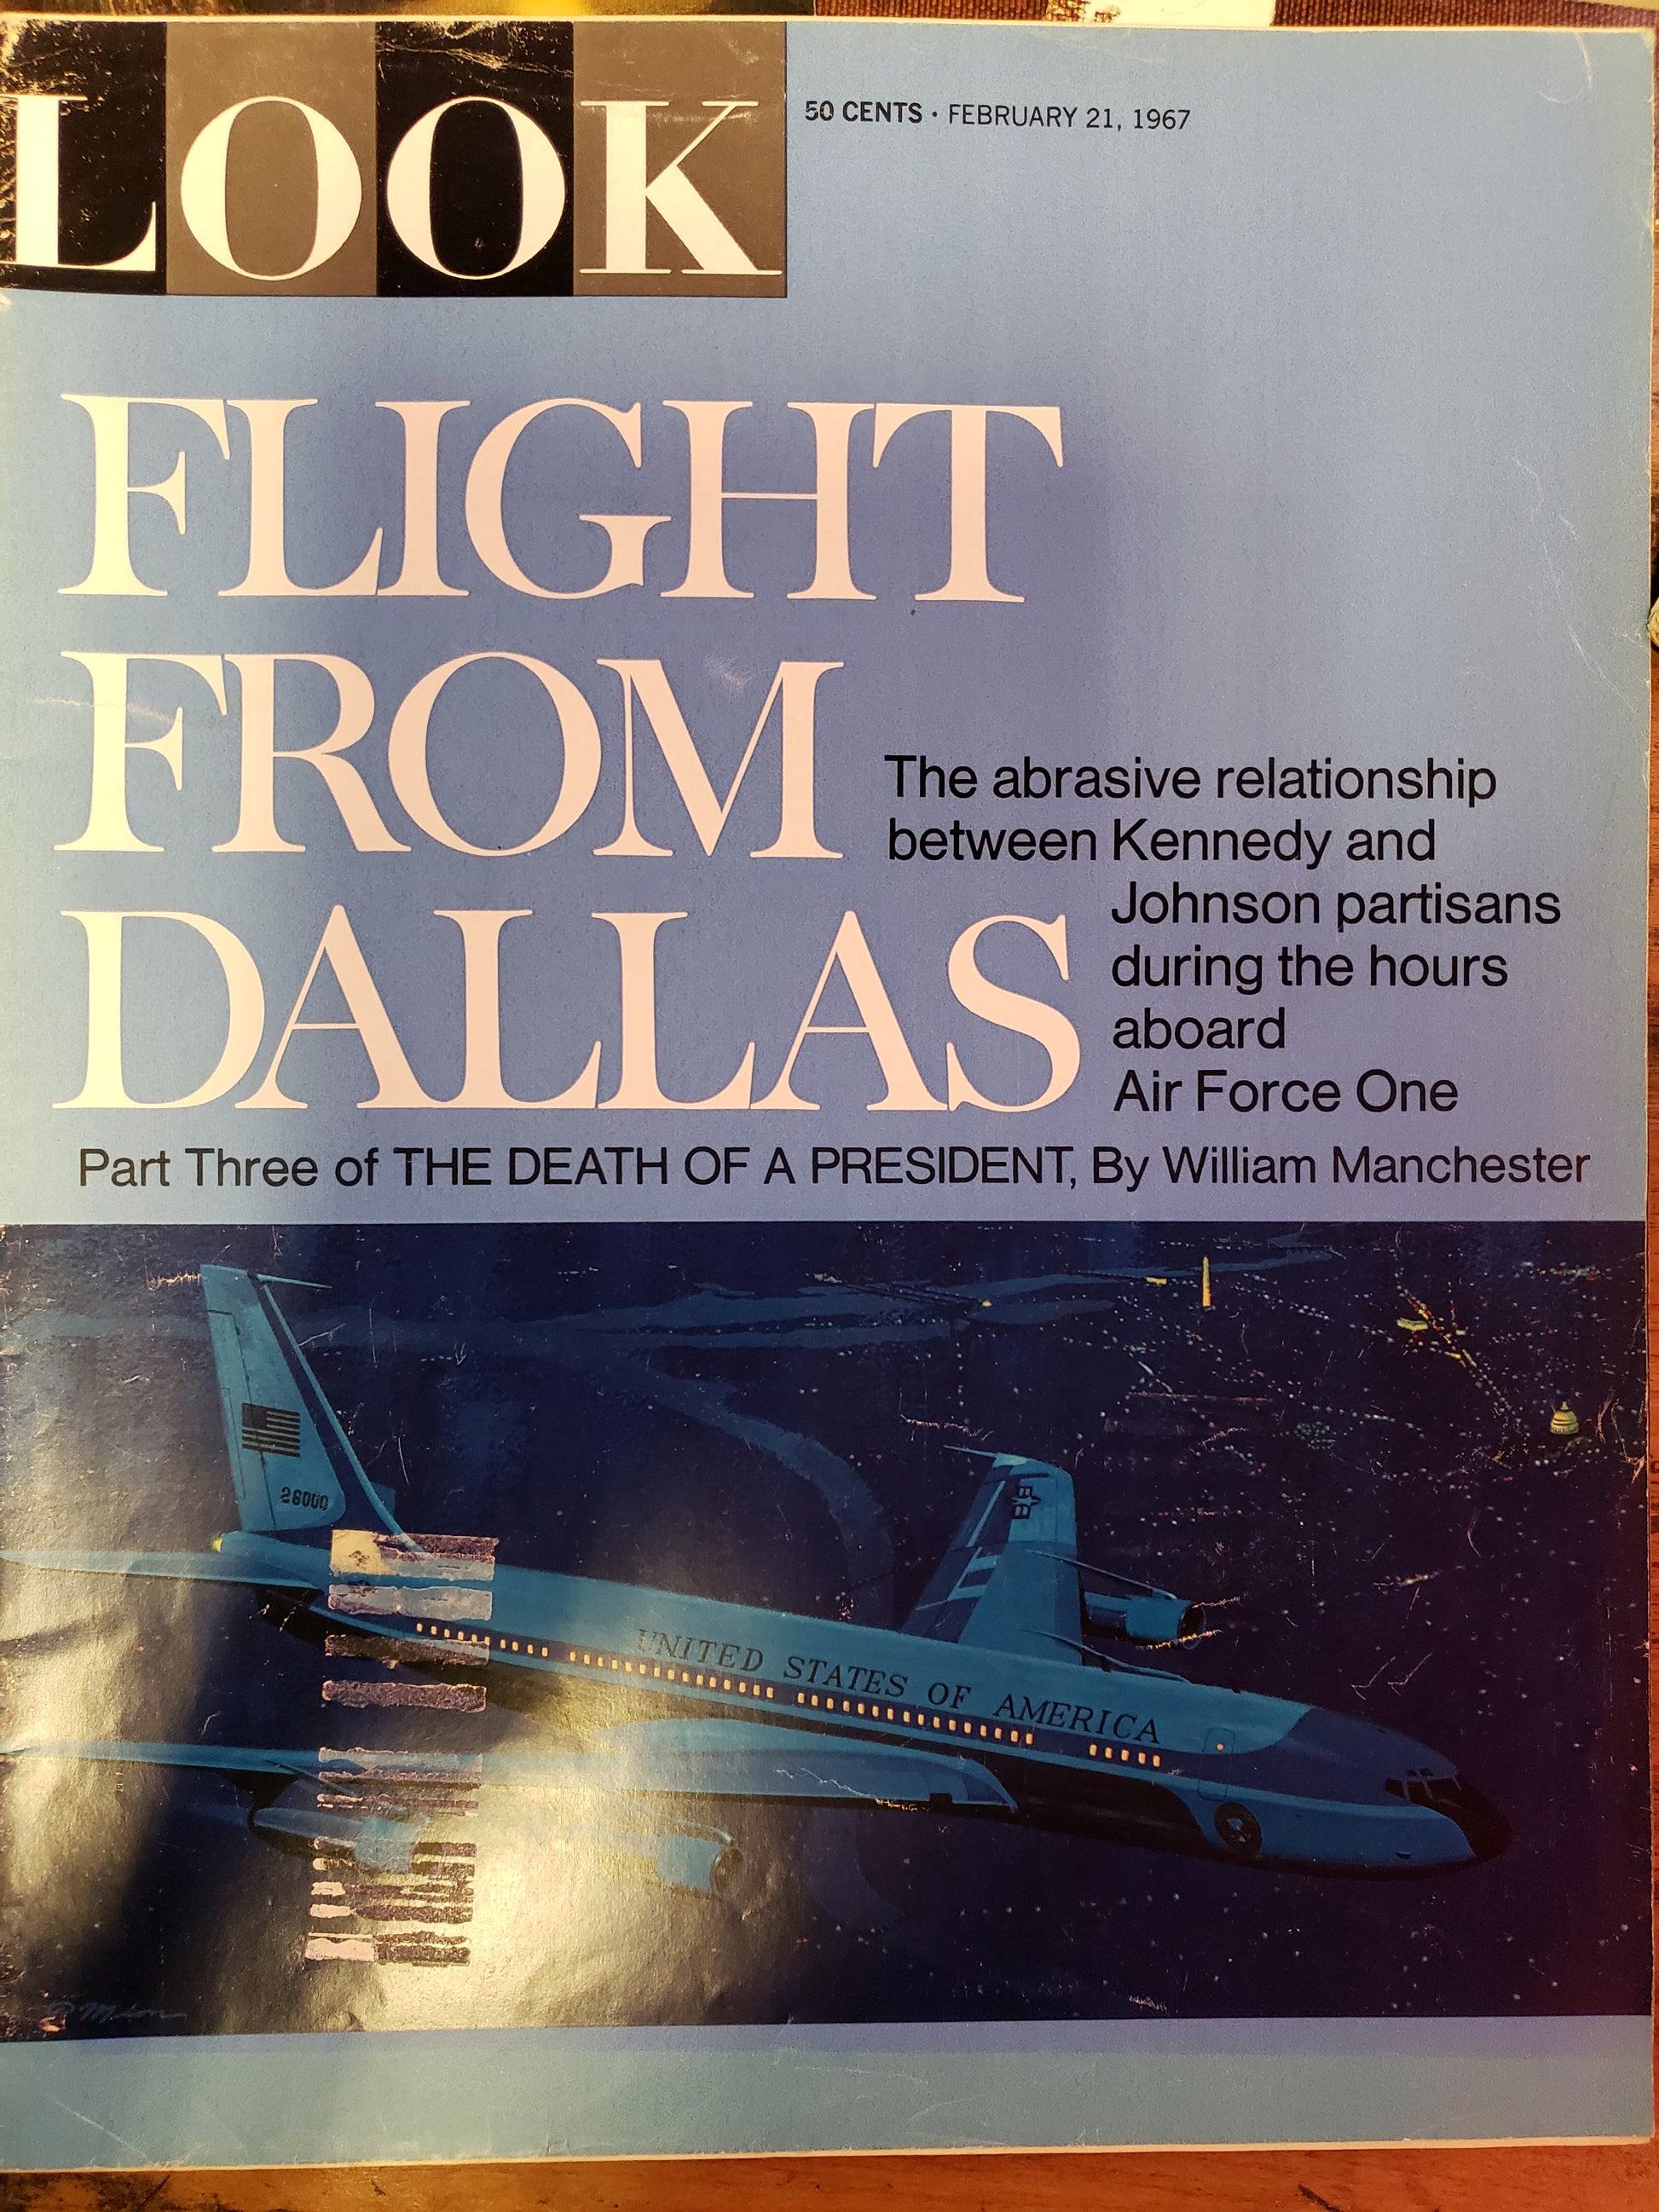 LOOK
50 CENTS · FEBRUARY 21, 1967
FLIGHT
FROM
DALLAS
The abrasive relationship
between Kennedy and
Johnson partisans
during the hours
aboard
Air Force One
Part Three of THE DEATH OF A PRESIDENT, By William Manchester
26000
UNITED STATES OF AMERICA